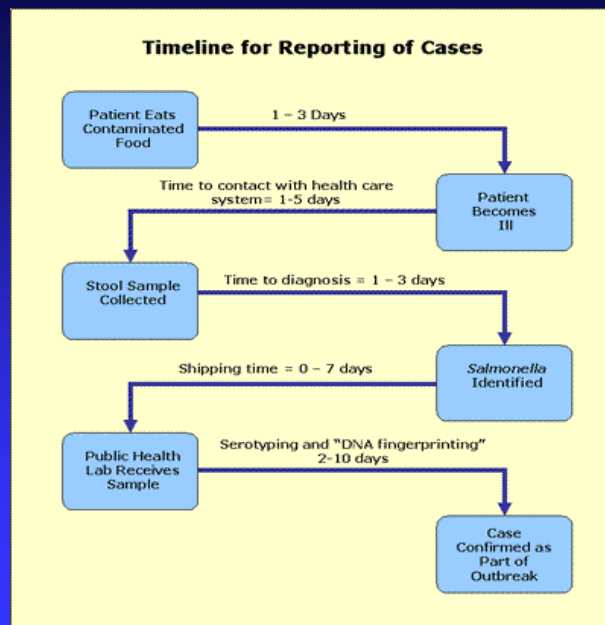 Timeline for Reporting of Cases
Patient Eats
Contaminated
Food
1 – 3 Days
Patient
Becomes
Ill
Time to contact with health care
system= 1-5 days
Stool Sample
Collected
Time to diagnosis = 1 – 3 days
Salmonella
Identified
Shipping time = 0 – 7 days
Public Health
Lab Receives
Sample
Serotyping and “DNA fingerprinting”
2-10 days
Case
Confirmed as
Part of
Outbreak